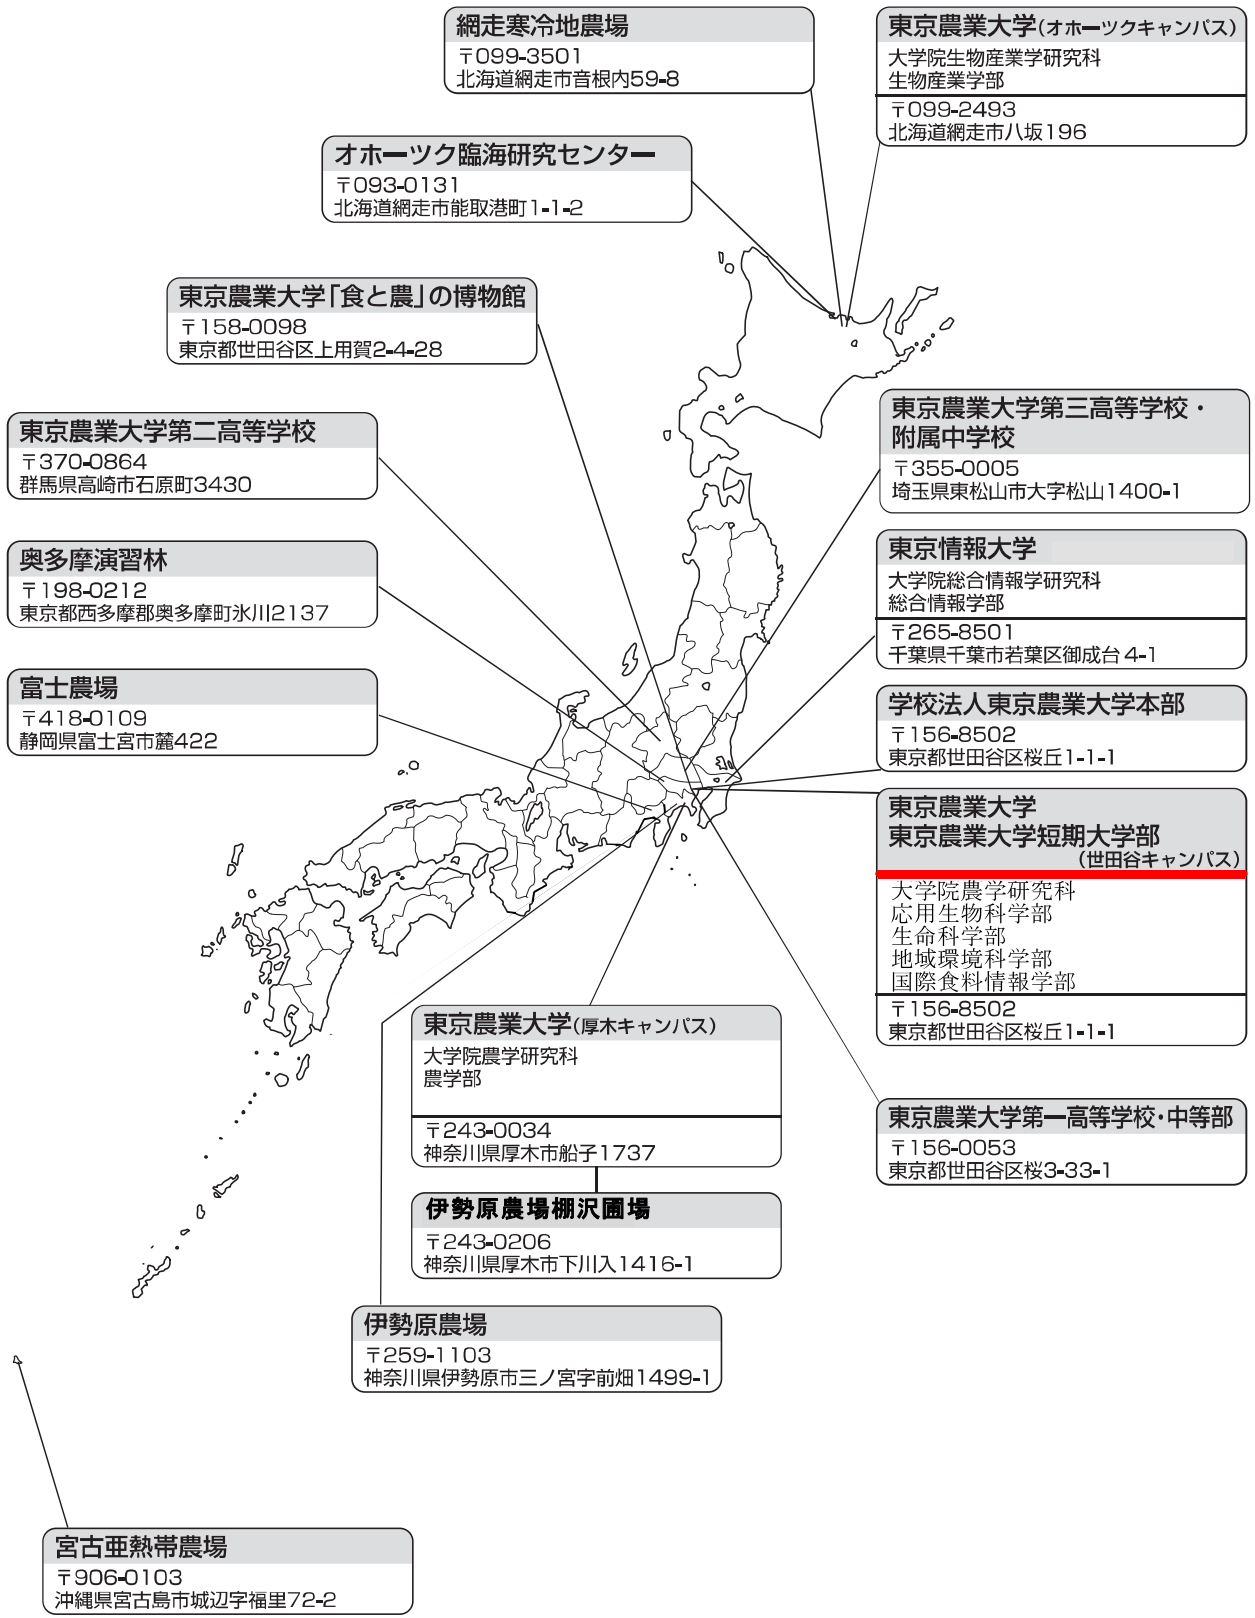 網走寒冷地農場
〒099-3501
北海道網走市音根内59-8
東京農業大学(オホーツクキャンパス)
大学院生物産業学研究科
生物産業学部
〒099-2493
北海道網走市八坂196
オホーツク臨海研究センター
〒093-0131
北海道網走市能取港町1-1-2
東京農業大学「食と農」の博物館
〒158-0098
東京都世田谷区上用賀2-4-28
東京農業大学第二高等学校
〒370-0864
群馬県高崎市石原町3430
東京農業大学第三高等学校・
附属中学校
〒355-0005
埼玉県東松山市大字松山1400-1
奥多摩演習林
〒198-0212
東京都西多摩郡奥多摩町氷川2137
東京情報大学
大学院総合情報学研究科
総合情報学部
〒265-8501
千葉県千葉市若葉区御成台4-1
富士農場
〒418-0109
静岡県富士宮市麓422
学校法人東京農業大学本部
〒156-8502
東京都世田谷区桜丘1-1-1
東京農業大学
東京農業大学短期大学部
(世田谷キャンパス)
大学院農学研究科
応用生物科学部
生命科学部
地域環境科学部
国際食料情報学部
〒156-8502
東京都世田谷区桜丘1-1-1
東京農業大学(厚木キャンパス)
大学院農学研究科
農学部
〒243-0034
神奈川県厚木市船子1737
東京農業大学第一高等学校・中等部
〒156-0053
東京都世田谷区桜3-33-1
伊勢原農場棚沢圃場
〒243-0206
神奈川県厚木市下川入1416-1
伊勢原農場
〒259-1103
神奈川県伊勢原市三ノ宮字前畑1499-1
宮古亜熱帯農場
〒906-0103
沖縄県宮古島市城辺字福里72-2